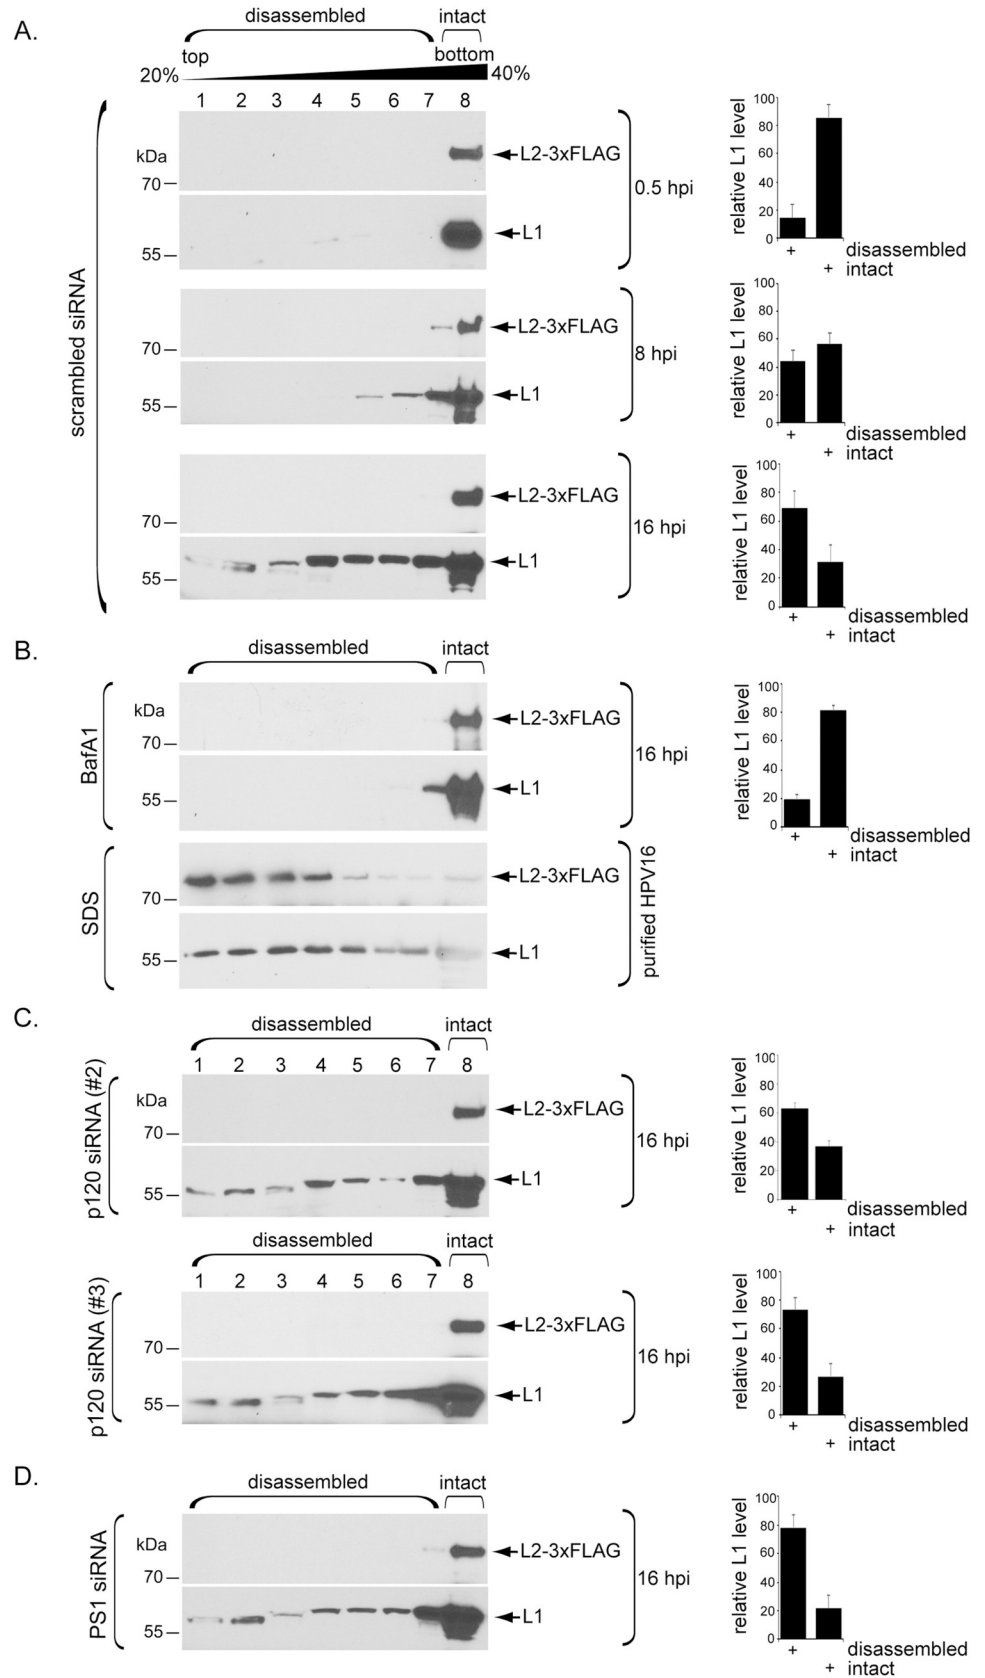 A.
disassembled intact
top bottom
20% 40%
1 2 3 4 5 6 7 8
scrambled siRNA
kDa
L2-3xFLAG
70
L1
55
0.5 hpi
relative L1 level
100
80
60
40
20
0
+ disassembled
+ intact
L2-3xFLAG
70
L1
55
8 hpi
relative L1 level
100
80
60
40
20
0
+ disassembled
+ intact
L2-3xFLAG
70
L1
55
16 hpi
relative L1 level
100
80
60
40
20
0
+ disassembled
+ intact
B.
disassembled intact
BafA1
kDa
L2-3xFLAG
70
L1
55
16 hpi
relative L1 level
100
80
60
40
20
0
+ disassembled
+ intact
SDS
L2-3xFLAG
70
L1
55
purified HPV16
C.
disassembled intact
1 2 3 4 5 6 7 8
p120 siRNA (#2)
kDa
L2-3xFLAG
70
L1
55
16 hpi
relative L1 level
100
80
60
40
20
0
+ disassembled
+ intact
disassembled intact
1 2 3 4 5 6 7 8
p120 siRNA (#3)
L2-3xFLAG
70
L1
55
16 hpi
relative L1 level
100
80
60
40
20
0
+ disassembled
+ intact
D.
disassembled intact
PS1 siRNA
kDa
L2-3xFLAG
70
L1
55
16 hpi
relative L1 level
100
80
60
40
20
0
+ disassembled
+ intact